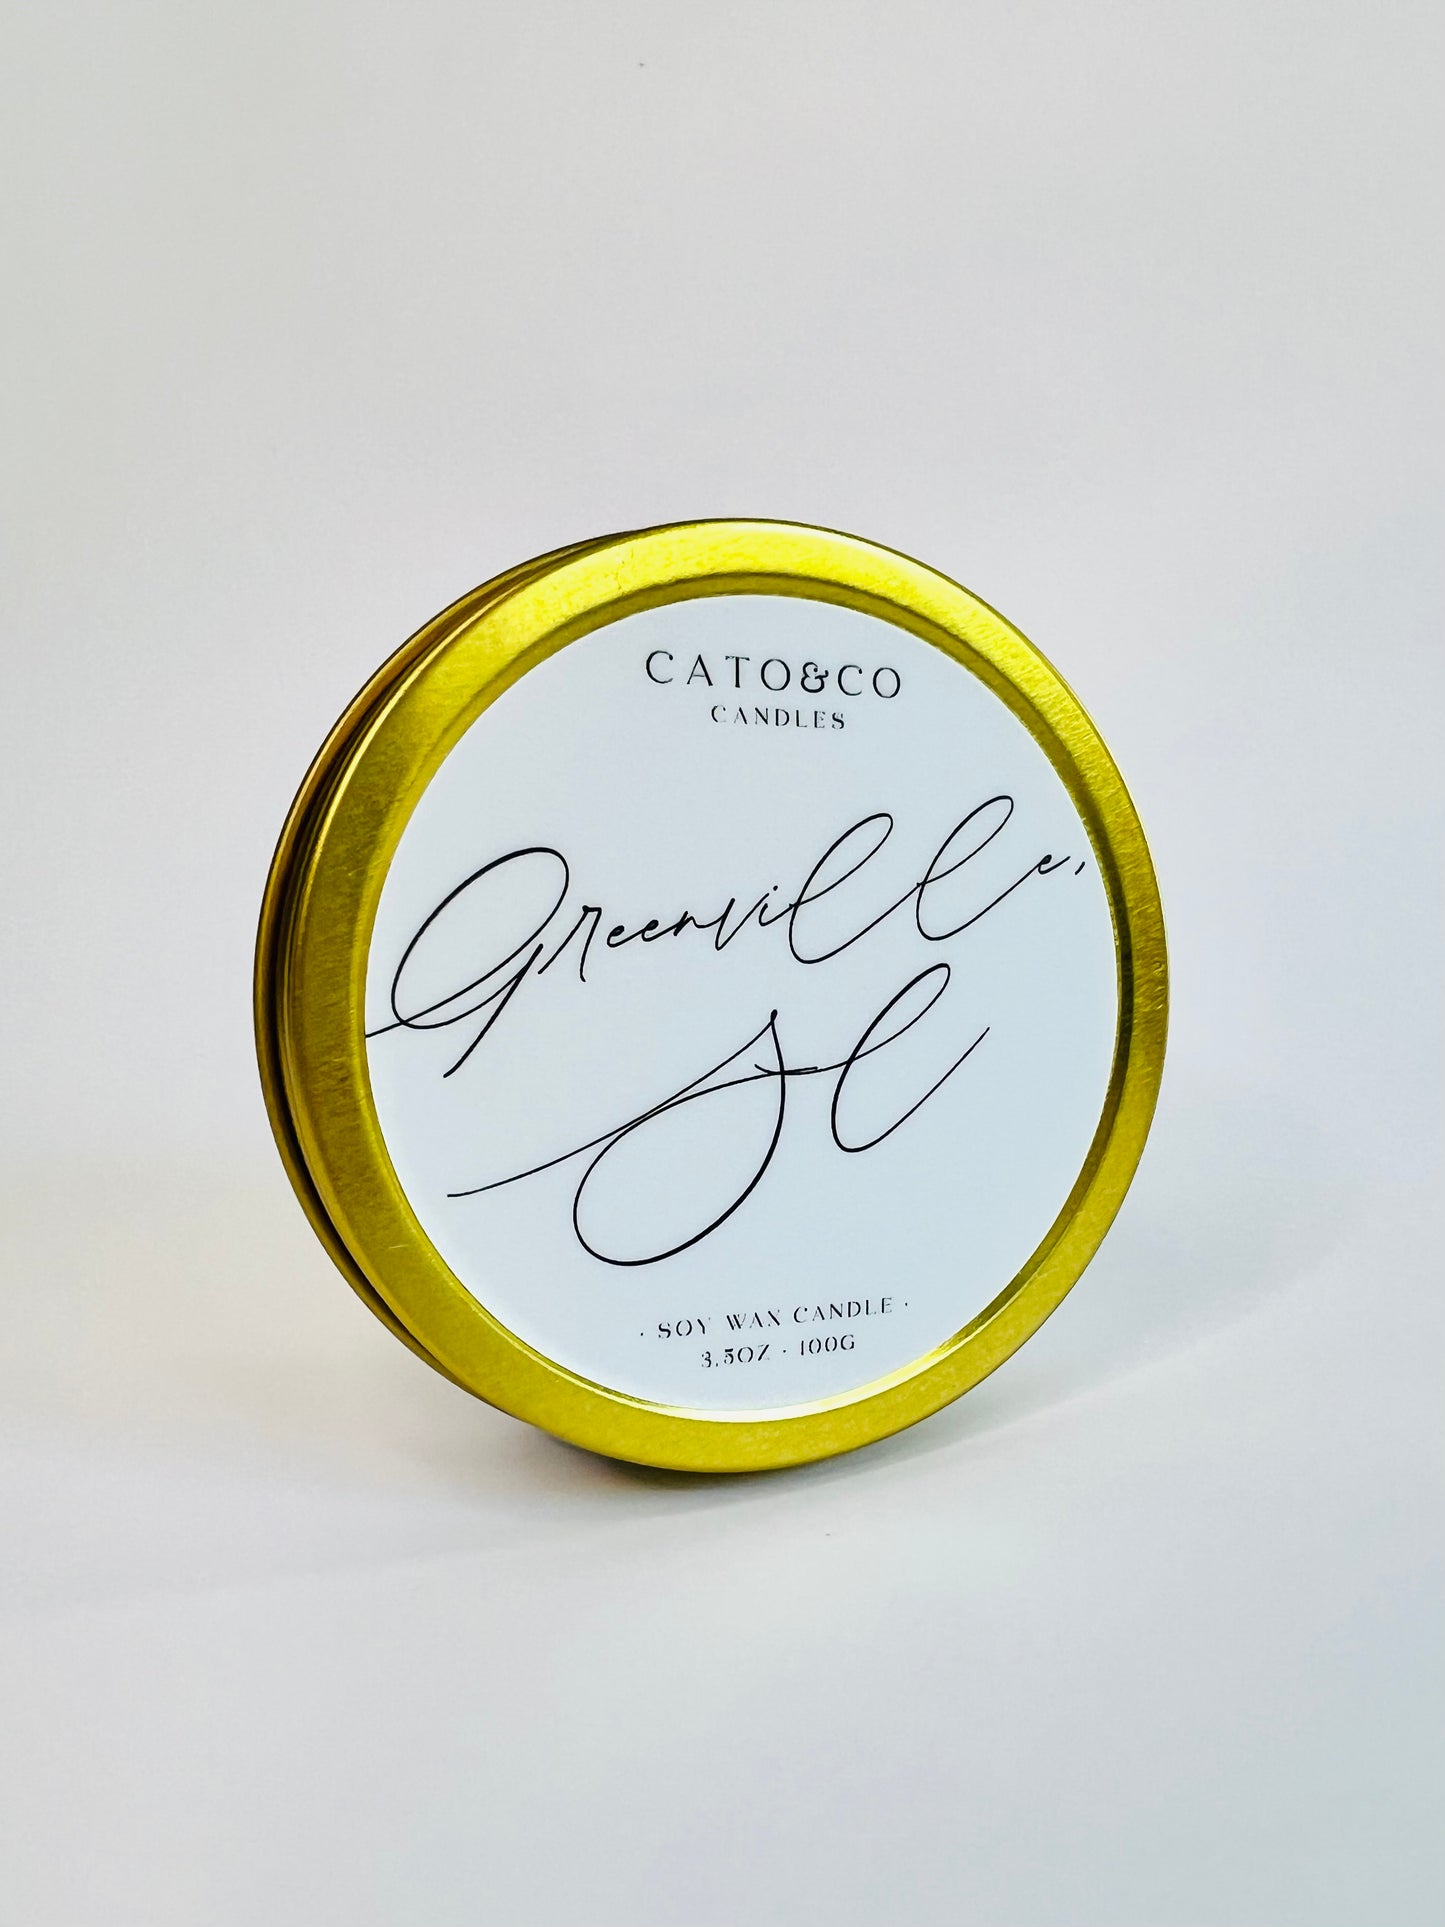 CATO&CO
CANDLES
Greenville,
SC
· SOY WAX CANDLE ·
3.5OZ · 100G